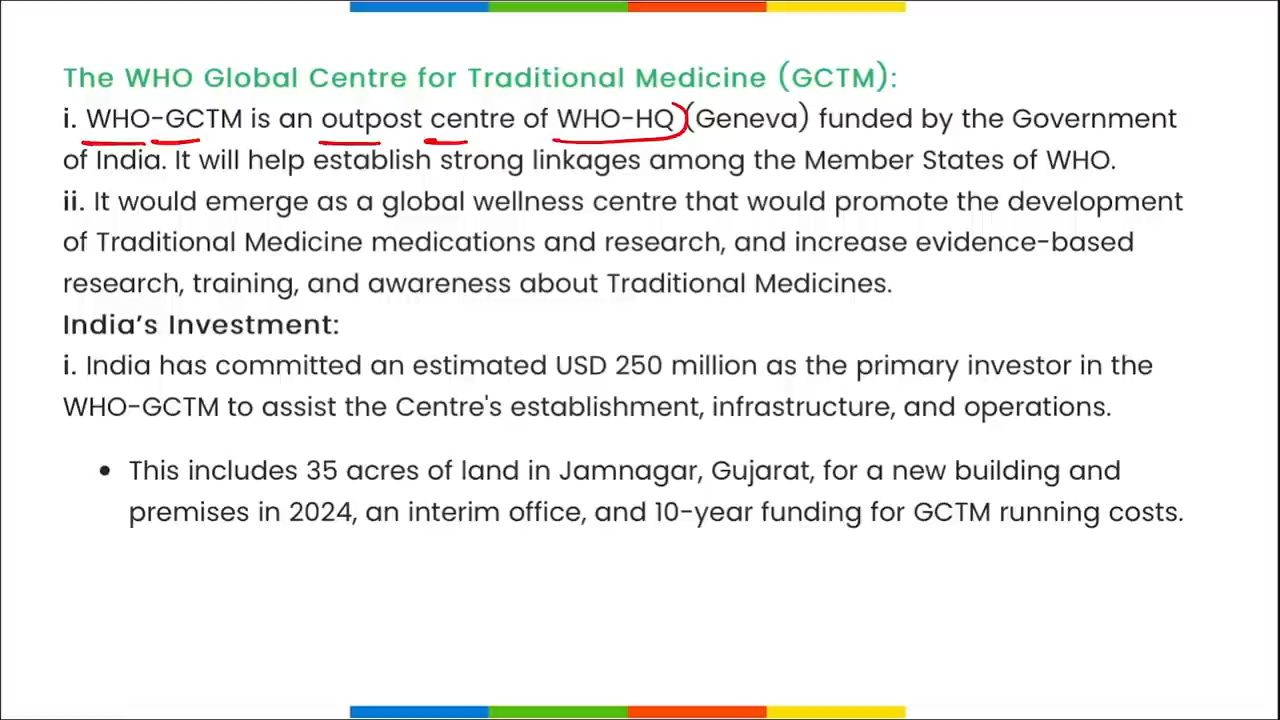 The WHO Global Centre for Traditional Medicine (GCTM):
i. WHO-GCTM is an outpost centre of WHO-HQ (Geneva) funded by the Government
of India. It will help establish strong linkages among the Member States of WHO.
ii. It would emerge as a global wellness centre that would promote the development
of Traditional Medicine medications and research, and increase evidence-based
research, training, and awareness about Traditional Medicines.
India’s Investment:
i. India has committed an estimated USD 250 million as the primary investor in the
WHO-GCTM to assist the Centre's establishment, infrastructure, and operations.
• This includes 35 acres of land in Jamnagar, Gujarat, for a new building and
premises in 2024, an interim office, and 10-year funding for GCTM running costs.